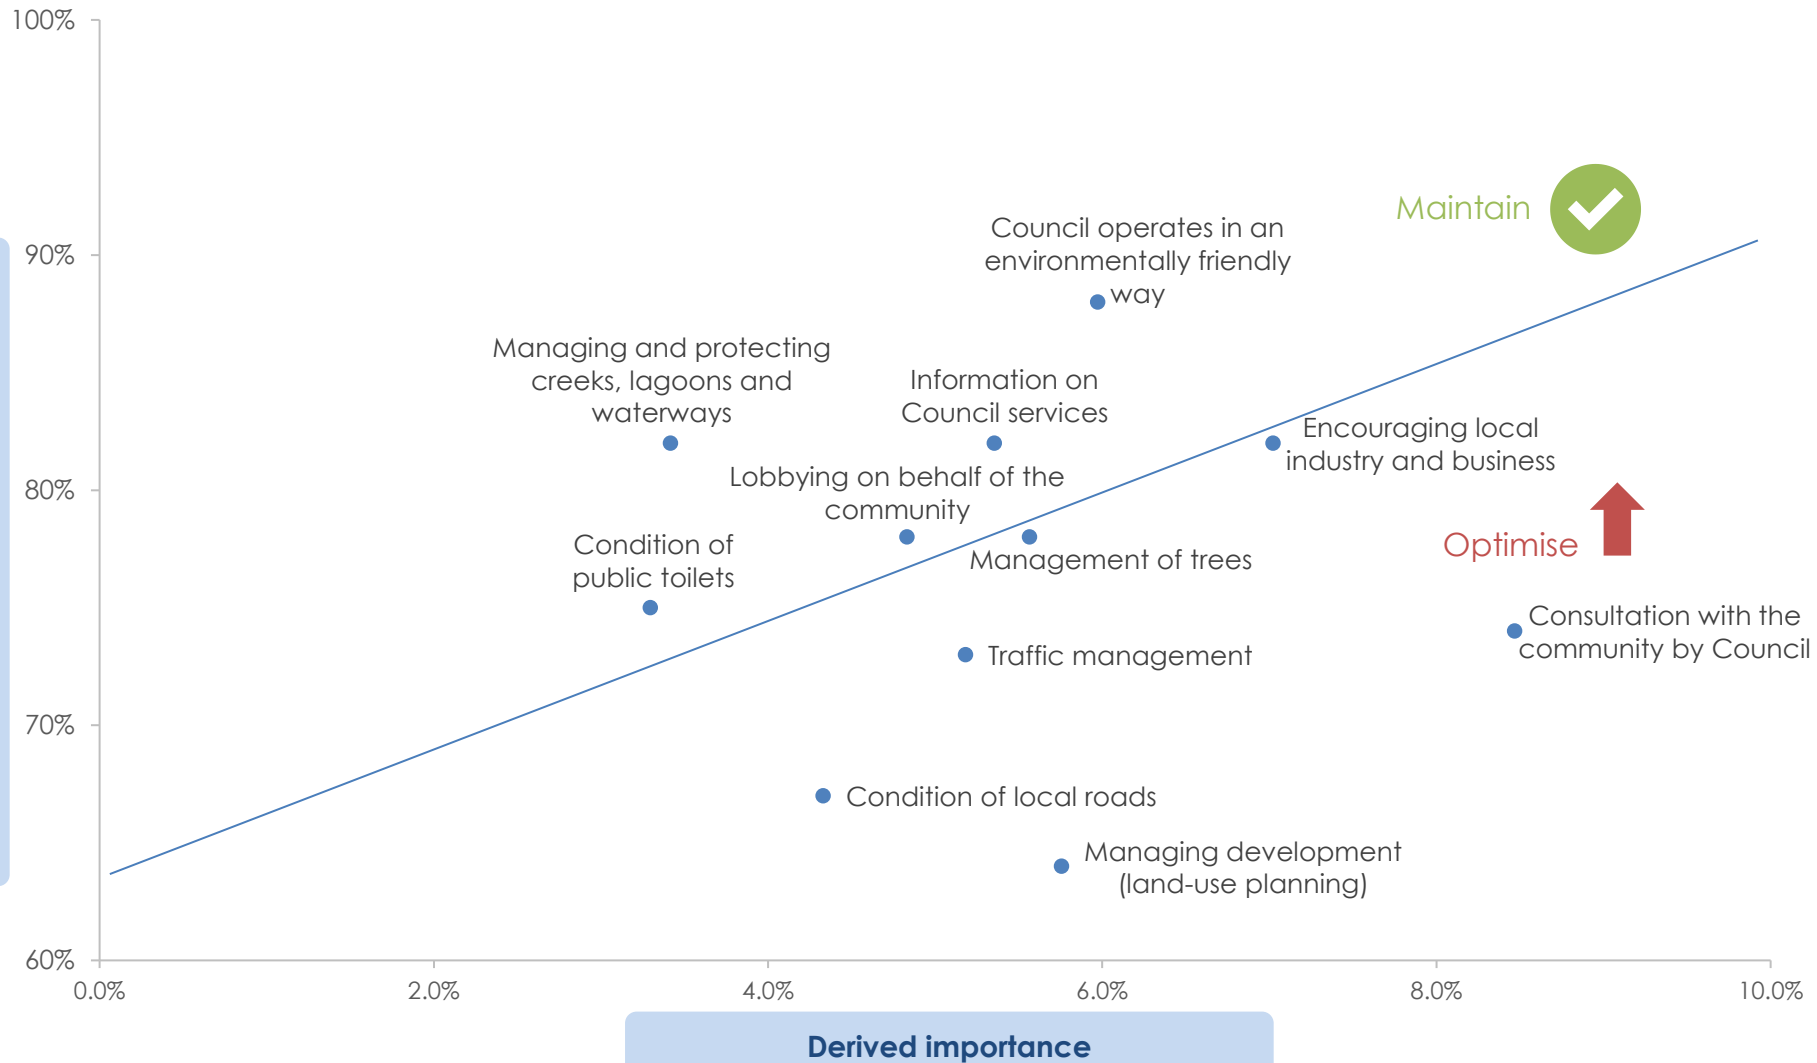 100%
90%
80%
70%
60%
Maintain
Council operates in an
environmentally friendly
way
Managing and protecting
creeks, lagoons and
waterways
Information on
Council services
Encouraging local
industry and business
Lobbying on behalf of the
community
Optimise
Condition of
public toilets
Management of trees
Consultation with the
community by Council
Traffic management
Condition of local roads
Managing development
(land-use planning)
0.0%
2.0%
4.0%
6.0%
8.0%
10.0%
Derived importance